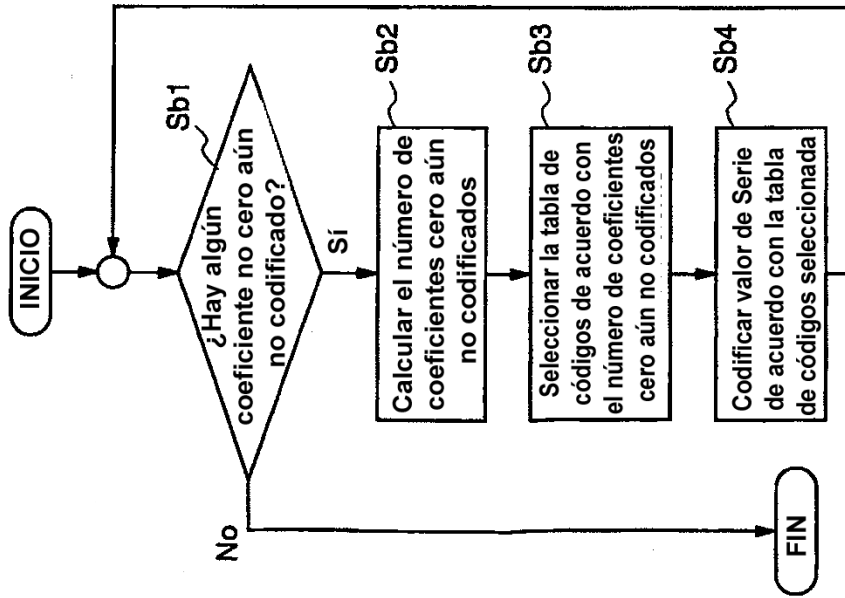 INICIO
Sb1
¿Hay algún
coeficiente no cero aún
no codificado?
Sí
No
Sb2
Calcular el número de
coeficientes cero aún
no codificados
Sb3
Seleccionar la tabla de
códigos de acuerdo con
el número de coeficientes
cero aún no codificados
Sb4
Codificar valor de Serie
de acuerdo con la tabla
de códigos seleccionada
FIN